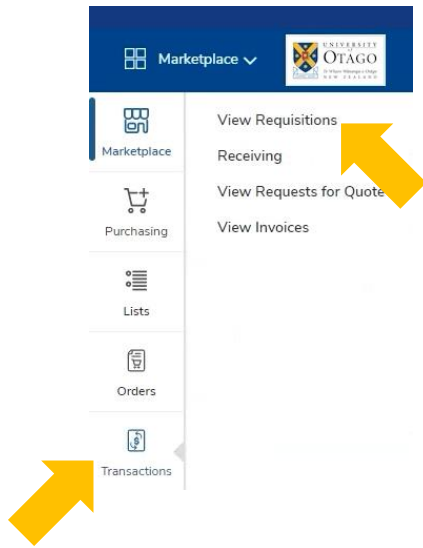 Marketplace
UNIVERSITY
of
OTAGO
NEW ZEALAND
Marketplace
Purchasing
Lists
Orders
Transactions
View Requisitions
Receiving
View Requests for Quote
View Invoices